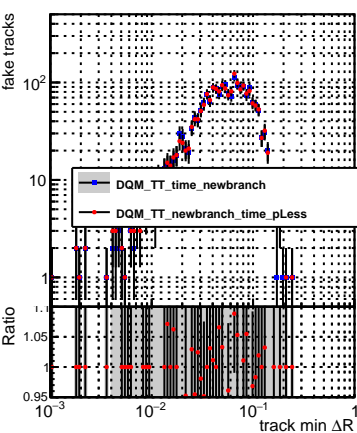 fake tracks
10²
10
1
DQM_TT_time_newbranch
DQM_TT_newbranch_time_pLess
Ratio
1.1
1.05
1
0.95
10⁻³
10⁻²
10⁻¹
1
track min ΔR